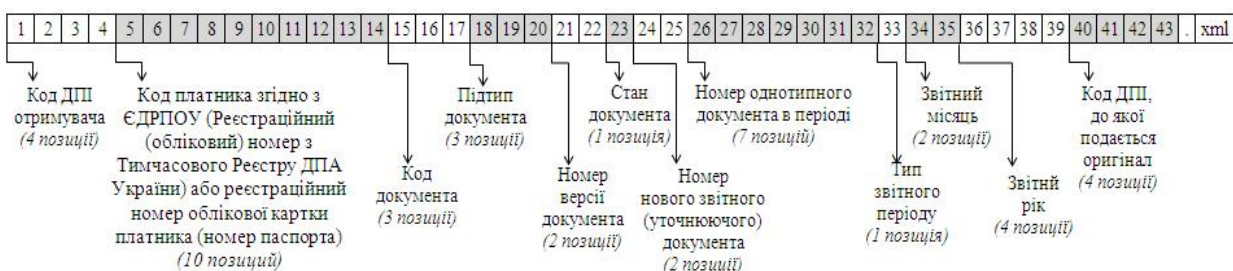 1 2 3 4 5 6 7 8 9 10 11 12 13 14 15 16 17 18 19 20 21 22 23 24 25 26 27 28 29 30 31 32 33 34 35 36 37 38 39 40 41 42 43 . xml
Код ДПІ
отримувача
(4 позиції)
Код платника згідно з
ЄДРПОУ (Реєстраційний
(обліковий) номер з
Тимчасового Реєстру ДПА
України) або реєстраційний
номер облікової картки
платника (номер паспорта)
(10 позиций)
Код
документа
(3 позиції)
Підтип
документа
(3 позиції)
Номер
версії
документа
(2 позиції)
Стан
документа
(1 позиція)
Номер
нового звітного
(уточнюючого)
документа
(2 позиції)
Номер однотипного
документа в періоді
(7 позицій)
Тип
звітного
періоду
(1 позиція)
Звітний
місяць
(2 позиції)
Звітнй
рік
(4 позиції)
Код ДПІ,
до якої
подається
оригінал
(4 позиції)